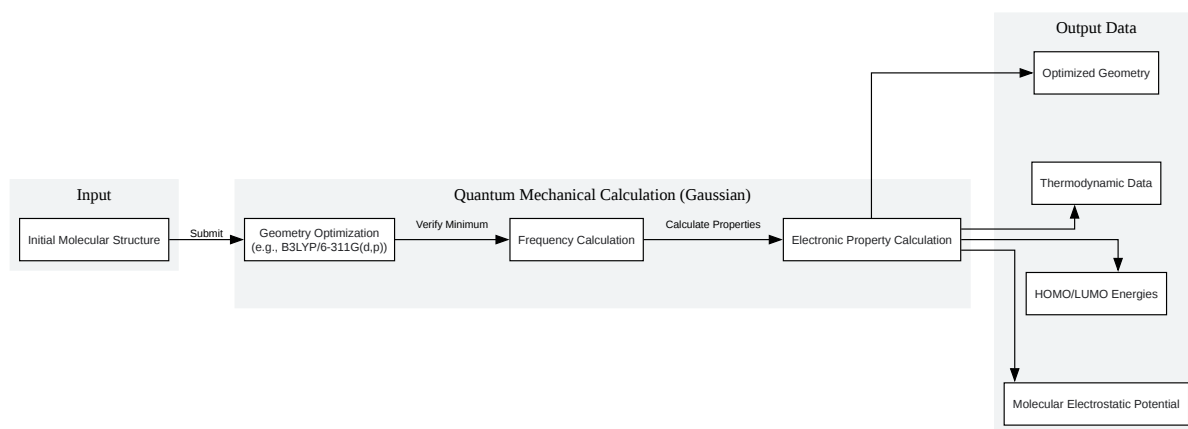 Output Data
Optimized Geometry
Thermodynamic Data
Input
Quantum Mechanical Calculation (Gaussian)
Initial Molecular Structure
Submit
Geometry Optimization
(e.g., B3LYP/6-311G(d,p))
Verify Minimum
Frequency Calculation
Calculate Properties
Electronic Property Calculation
HOMO/LUMO Energies
Molecular Electrostatic Potential